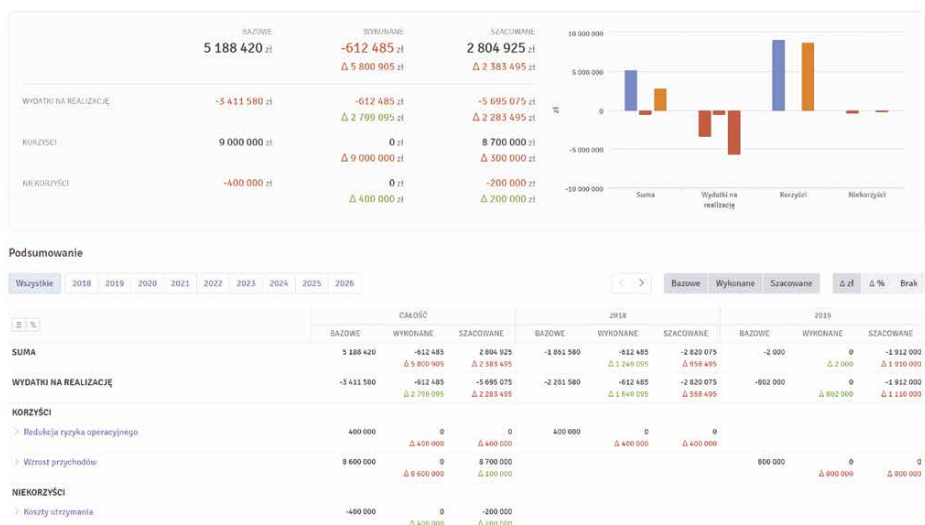 BAZOWE WYKONANE SZACOWANE
5 188 420 zł -612 485 zł 2 804 925 zł
Δ 5 800 905 zł Δ 2 383 495 zł
WYDATKI NA REALIZACJĘ -3 411 580 zł -612 485 zł -5 695 075 zł
Δ 2 799 095 zł Δ 2 283 495 zł
KORZYŚCI 9 000 000 zł 0 zł 8 700 000 zł
Δ 9 000 000 zł Δ 300 000 zł
NIEKORZYŚCI -400 000 zł 0 zł -200 000 zł
Δ 400 000 zł Δ 200 000 zł
10 000 000
5 000 000
0
-5 000 000
-10 000 000
zł
Suma Wydatki na realizację Korzyści Niekorzyści
Podsumowanie
Wszystkie 2018 2019 2020 2021 2022 2023 2024 2025 2026 Bazowe Wykonane Szacowane Δ zł Δ % Brak
CAŁOŚĆ 2018 2019
BAZOWE WYKONANE SZACOWANE BAZOWE WYKONANE SZACOWANE BAZOWE WYKONANE SZACOWANE
SUMA 5 188 420 -612 485 2 804 925 -1 861 580 -612 485 -2 820 075 -2 000 0 -1 912 000
Δ 5 800 905 Δ 2 383 495 Δ 1 249 095 Δ 958 495 Δ 2 000 Δ 1 910 000
WYDATKI NA REALIZACJĘ -3 411 580 -612 485 -5 695 075 -2 261 580 -612 485 -2 820 075 -802 000 0 -1 912 000
Δ 2 799 095 Δ 2 283 495 Δ 1 649 095 Δ 558 495 Δ 802 000 Δ 1 110 000
KORZYŚCI
Redukcja ryzyka operacyjnego 400 000 0 0 400 000 0 0
Δ 400 000 Δ 400 000 Δ 400 000 Δ 400 000
Wzrost przychodów 8 600 000 0 8 700 000 800 000 0 0
Δ 8 600 000 Δ 100 000 Δ 800 000 Δ 800 000
NIEKORZYŚCI
Koszty utrzymania -400 000 0 -200 000
Δ 400 000 Δ 200 000